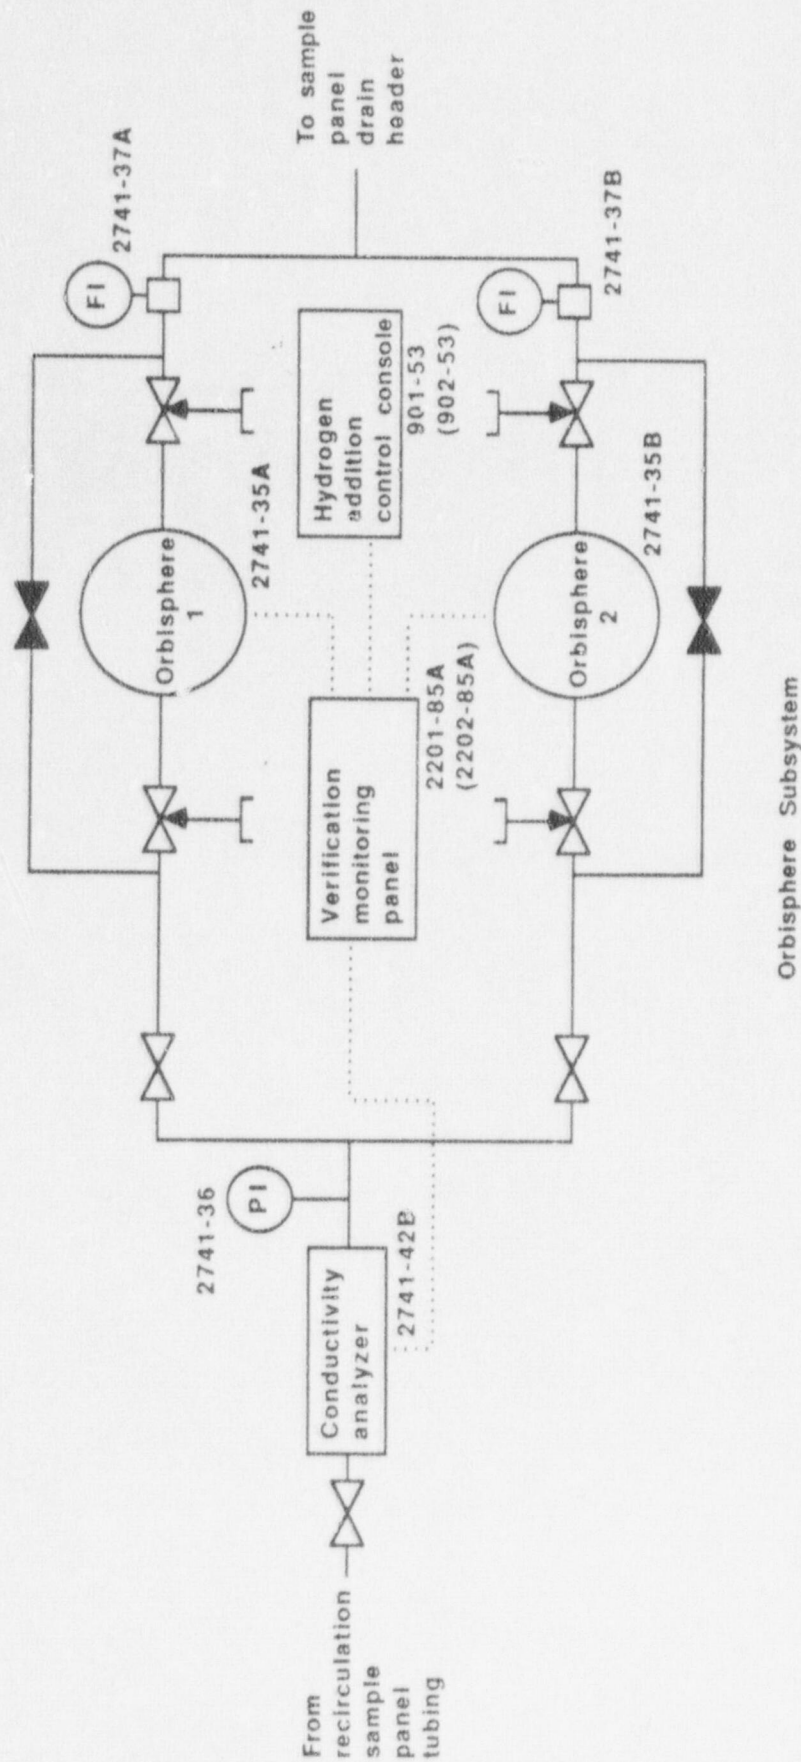 From
recirculation
sample
panel
tubing
Conductivity
analyzer
2741-42B
2741-36
PI
Verification
monitoring
panel
2201-85A
(2202-85A)
Orbisphere
1
2741-35A
Orbisphere
2
2741-35B
Hydrogen
addition
control console
901-53
(902-53)
FI
2741-37A
FI
2741-37B
To sample
panel
drain
header
Orbisphere Subsystem